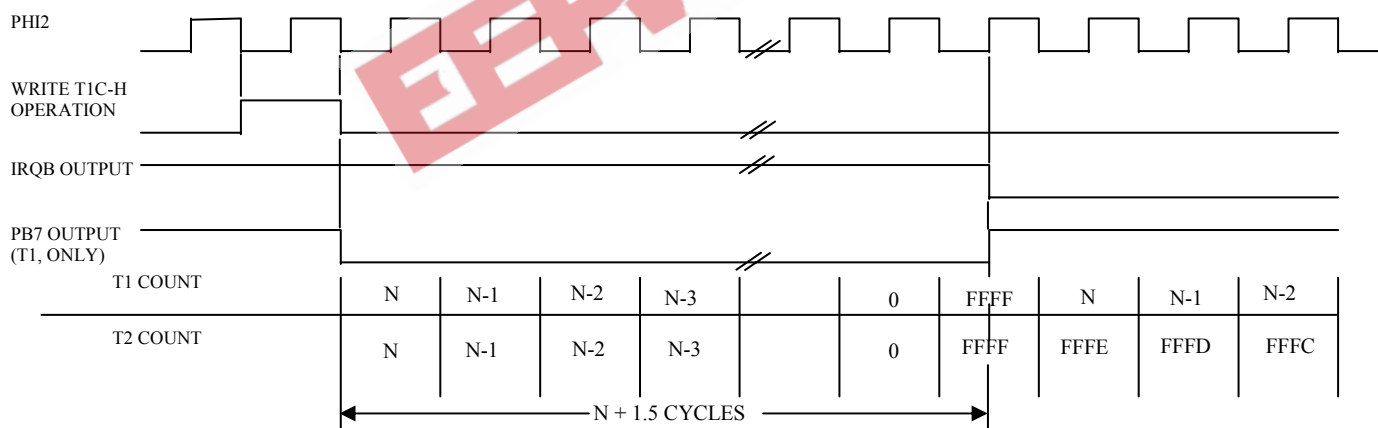 PHI2
WRITE T1C-H
OPERATION
IRQB OUTPUT
PB7 OUTPUT
(T1, ONLY)
T1 COUNT N N-1 N-2 N-3 0 FFFF N N-1 N-2
T2 COUNT N N-1 N-2 N-3 0 FFFF FFFE FFFD FFFC
N + 1.5 CYCLES